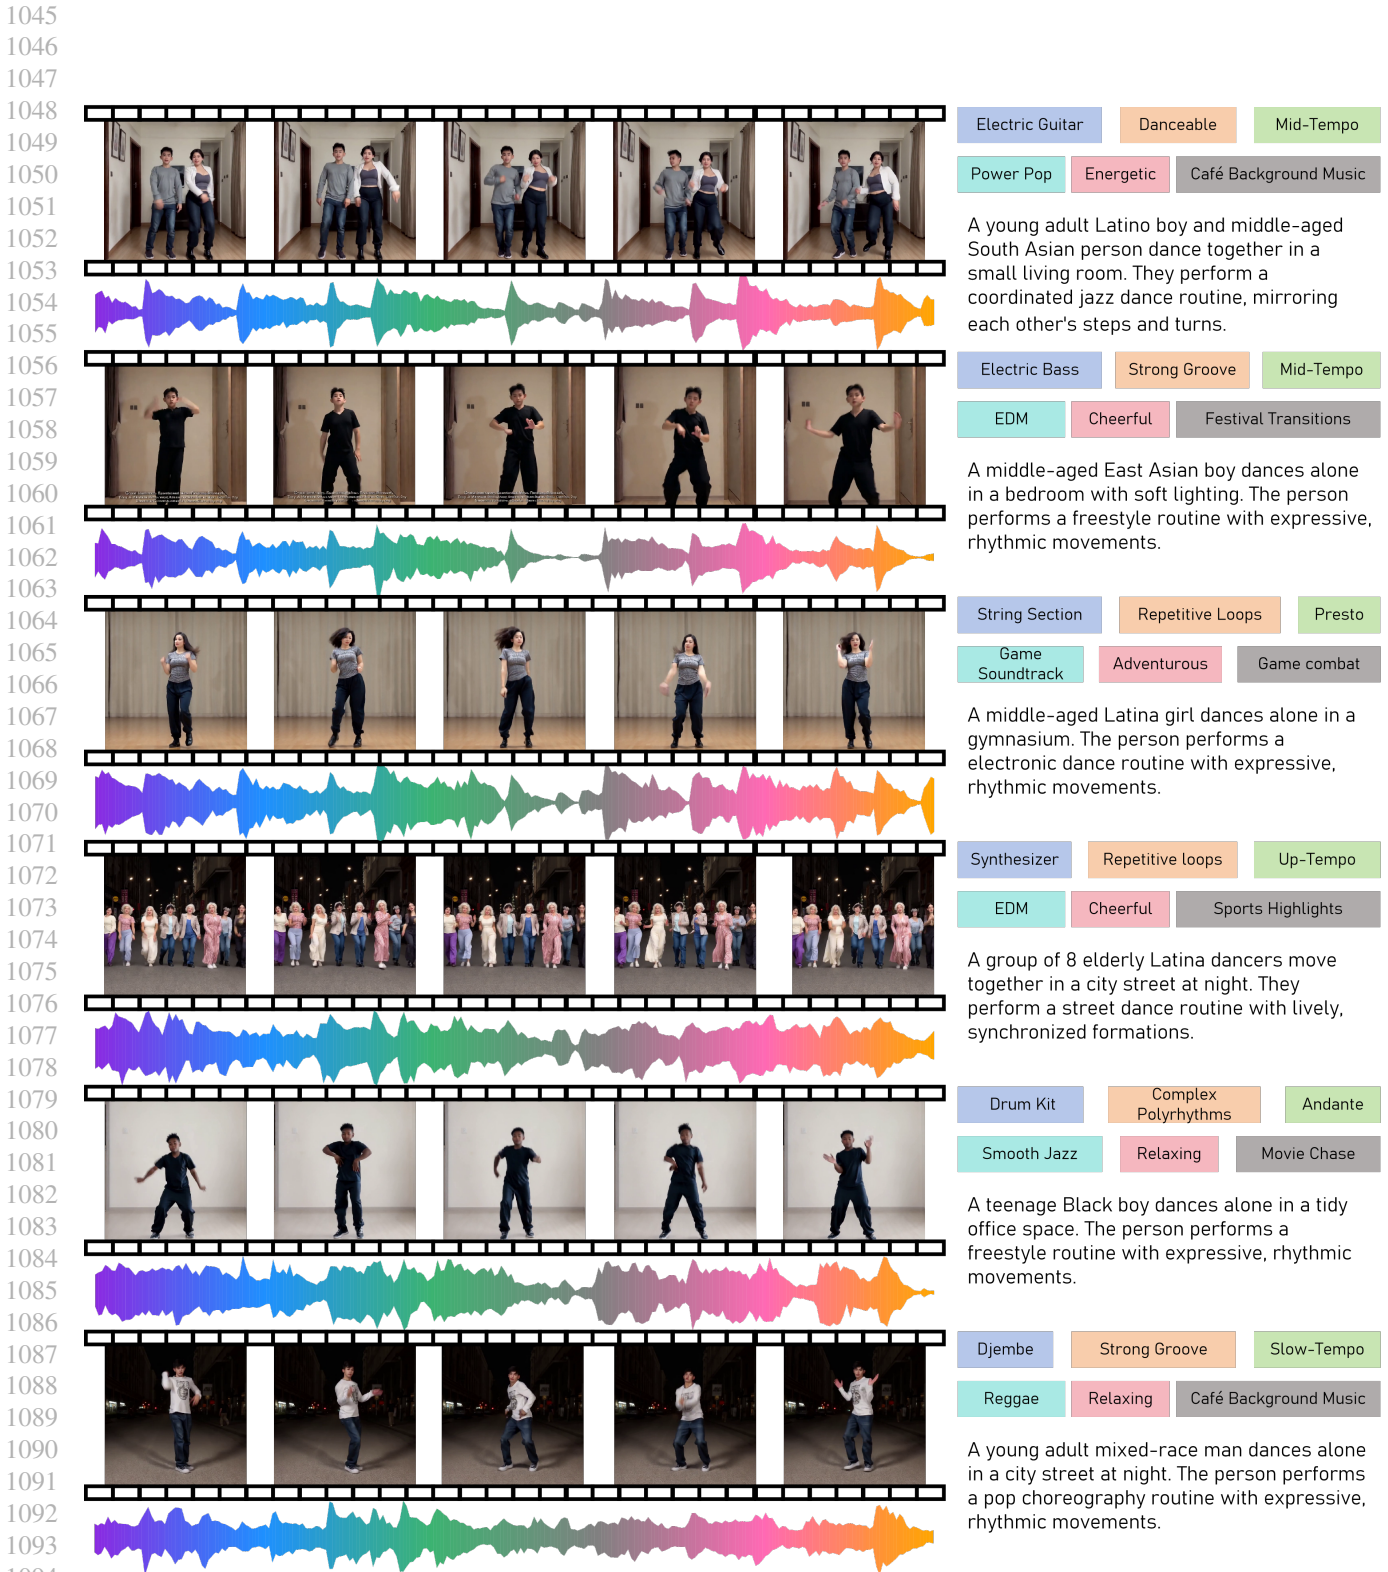 1045
1046
1047
1048
1049
1050
1051
1052
1053
1054
1055
1056
1057
1058
1059
1060
1061
1062
1063
1064
1065
1066
1067
1068
1069
1070
1071
1072
1073
1074
1075
1076
1077
1078
1079
1080
1081
1082
1083
1084
1085
1086
1087
1088
1089
1090
1091
1092
1093
Electric Guitar Danceable Mid-Tempo
Power Pop Energetic Café Background Music
A young adult Latino boy and middle-aged
South Asian person dance together in a
small living room. They perform a
coordinated jazz dance routine, mirroring
each other's steps and turns.
Electric Bass Strong Groove Mid-Tempo
EDM Cheerful Festival Transitions
A middle-aged East Asian boy dances alone
in a bedroom with soft lighting. The person
performs a freestyle routine with expressive,
rhythmic movements.
String Section Repetitive Loops Presto
Game
Soundtrack Adventurous Game combat
A middle-aged Latina girl dances alone in a
gymnasium. The person performs a
electronic dance routine with expressive,
rhythmic movements.
Synthesizer Repetitive loops Up-Tempo
EDM Cheerful Sports Highlights
A group of 8 elderly Latina dancers move
together in a city street at night. They
perform a street dance routine with lively,
synchronized formations.
Drum Kit Complex
Polyrhythms Andante
Smooth Jazz Relaxing Movie Chase
A teenage Black boy dances alone in a tidy
office space. The person performs a
freestyle routine with expressive, rhythmic
movements.
Djembe Strong Groove Slow-Tempo
Reggae Relaxing Café Background Music
A young adult mixed-race man dances alone
in a city street at night. The person performs
a pop choreography routine with expressive,
rhythmic movements.